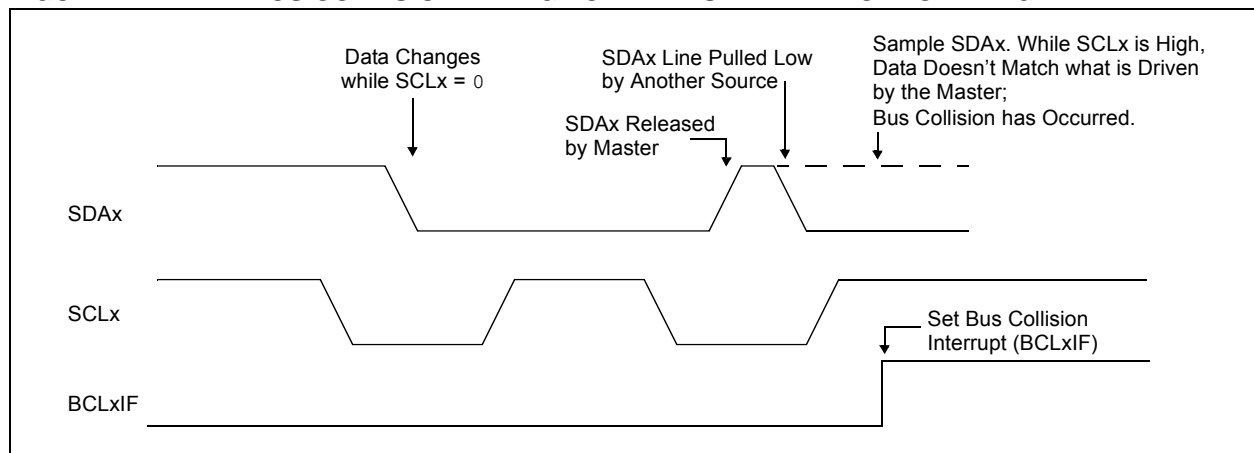 Data Changes
while SCLx = 0
SDAx Line Pulled Low
by Another Source
SDAx Released
by Master
Sample SDAx. While SCLx is High,
Data Doesn’t Match what is Driven
by the Master;
Bus Collision has Occurred.
SDAx
SCLx
Set Bus Collision
Interrupt (BCLxIF)
BCLxIF